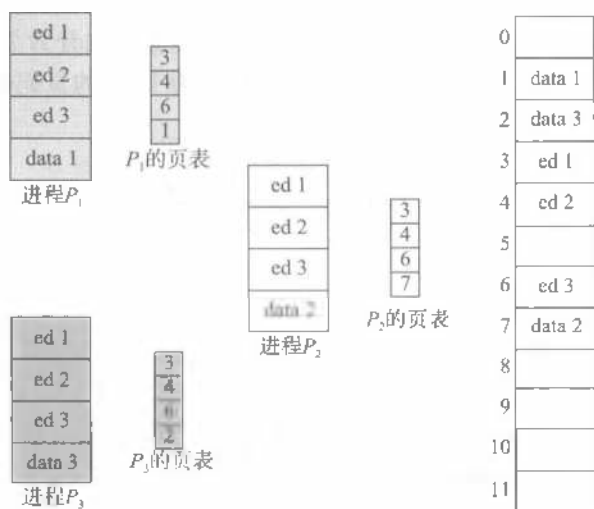 ed 1
ed 2
ed 3
data 1
进程P₁
3
4
6
1
P₁的页表
ed 1
ed 2
ed 3
data 2
进程P₂
3
4
6
7
P₂的页表
ed 1
ed 2
ed 3
data 3
进程P₃
3
4
6
2
P₃的页表
0
1 data 1
2 data 3
3 ed 1
4 ed 2
5
6 ed 3
7 data 2
8
9
10
11